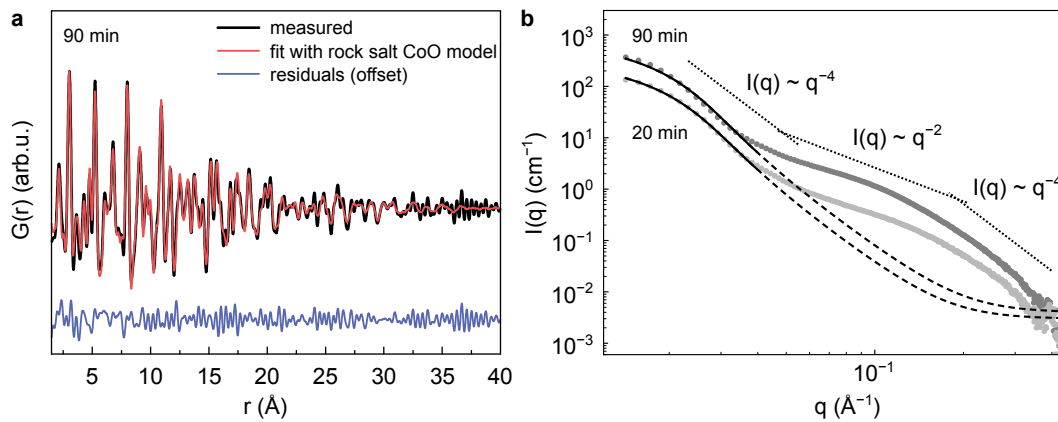 a
90 min
measured
fit with rock salt CoO model
residuals (offset)
G(r) (arb.u.)
5 10 15 20 25 30 35 40
r (Å)
b
90 min
20 min
I(q) ~ q⁻⁴
I(q) ~ q⁻²
I(q) ~ q⁻⁴
I(q) (cm⁻¹)
10³
10²
10¹
10⁰
10⁻¹
10⁻²
10⁻³
10⁻¹
q (Å⁻¹)